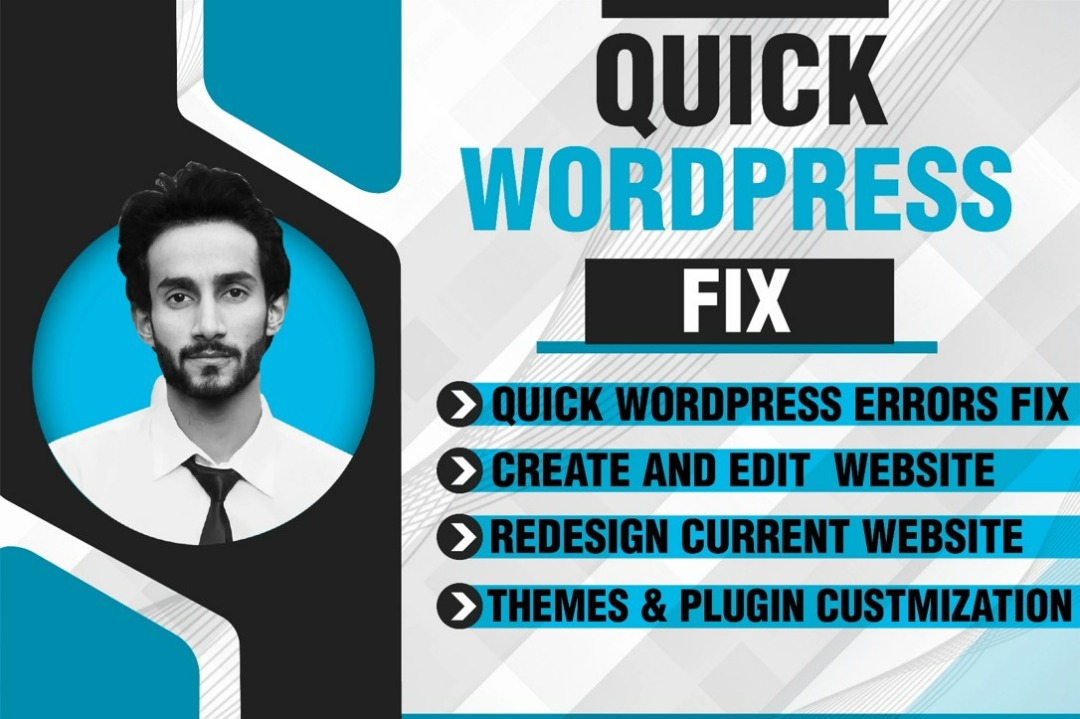 QUICK
WORDPRESS
FIX
QUICK WORDPRESS ERRORS FIX
CREATE AND EDIT WEBSITE
REDESIGN CURRENT WEBSITE
THEMES & PLUGIN CUSTMIZATION